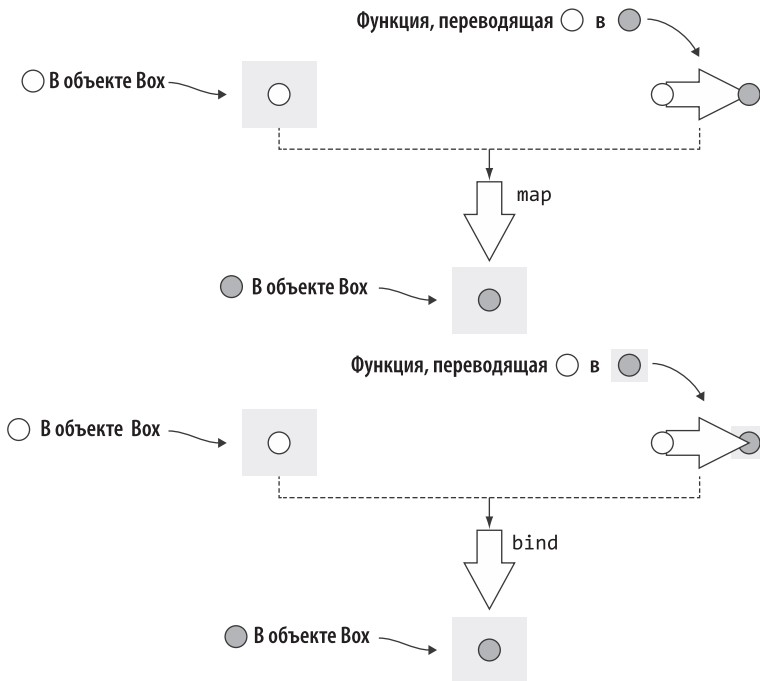 Функция, переводящая в
В объекте Box
map
В объекте Box
Функция, переводящая в
В объекте Box
bind
В объекте Box